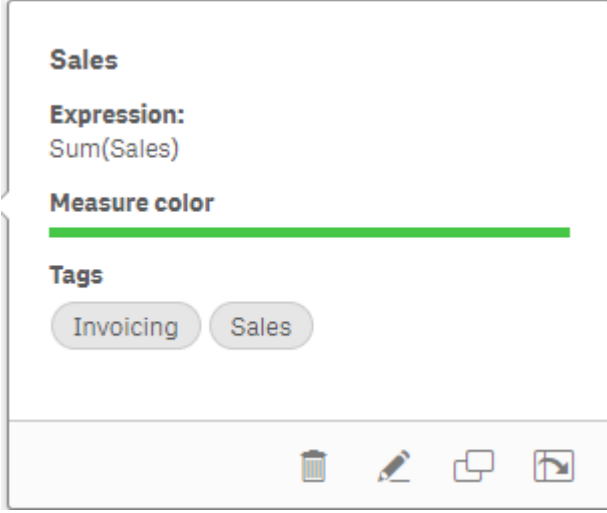 Sales
Expression:
Sum(Sales)
Measure color
Tags
Invoicing Sales